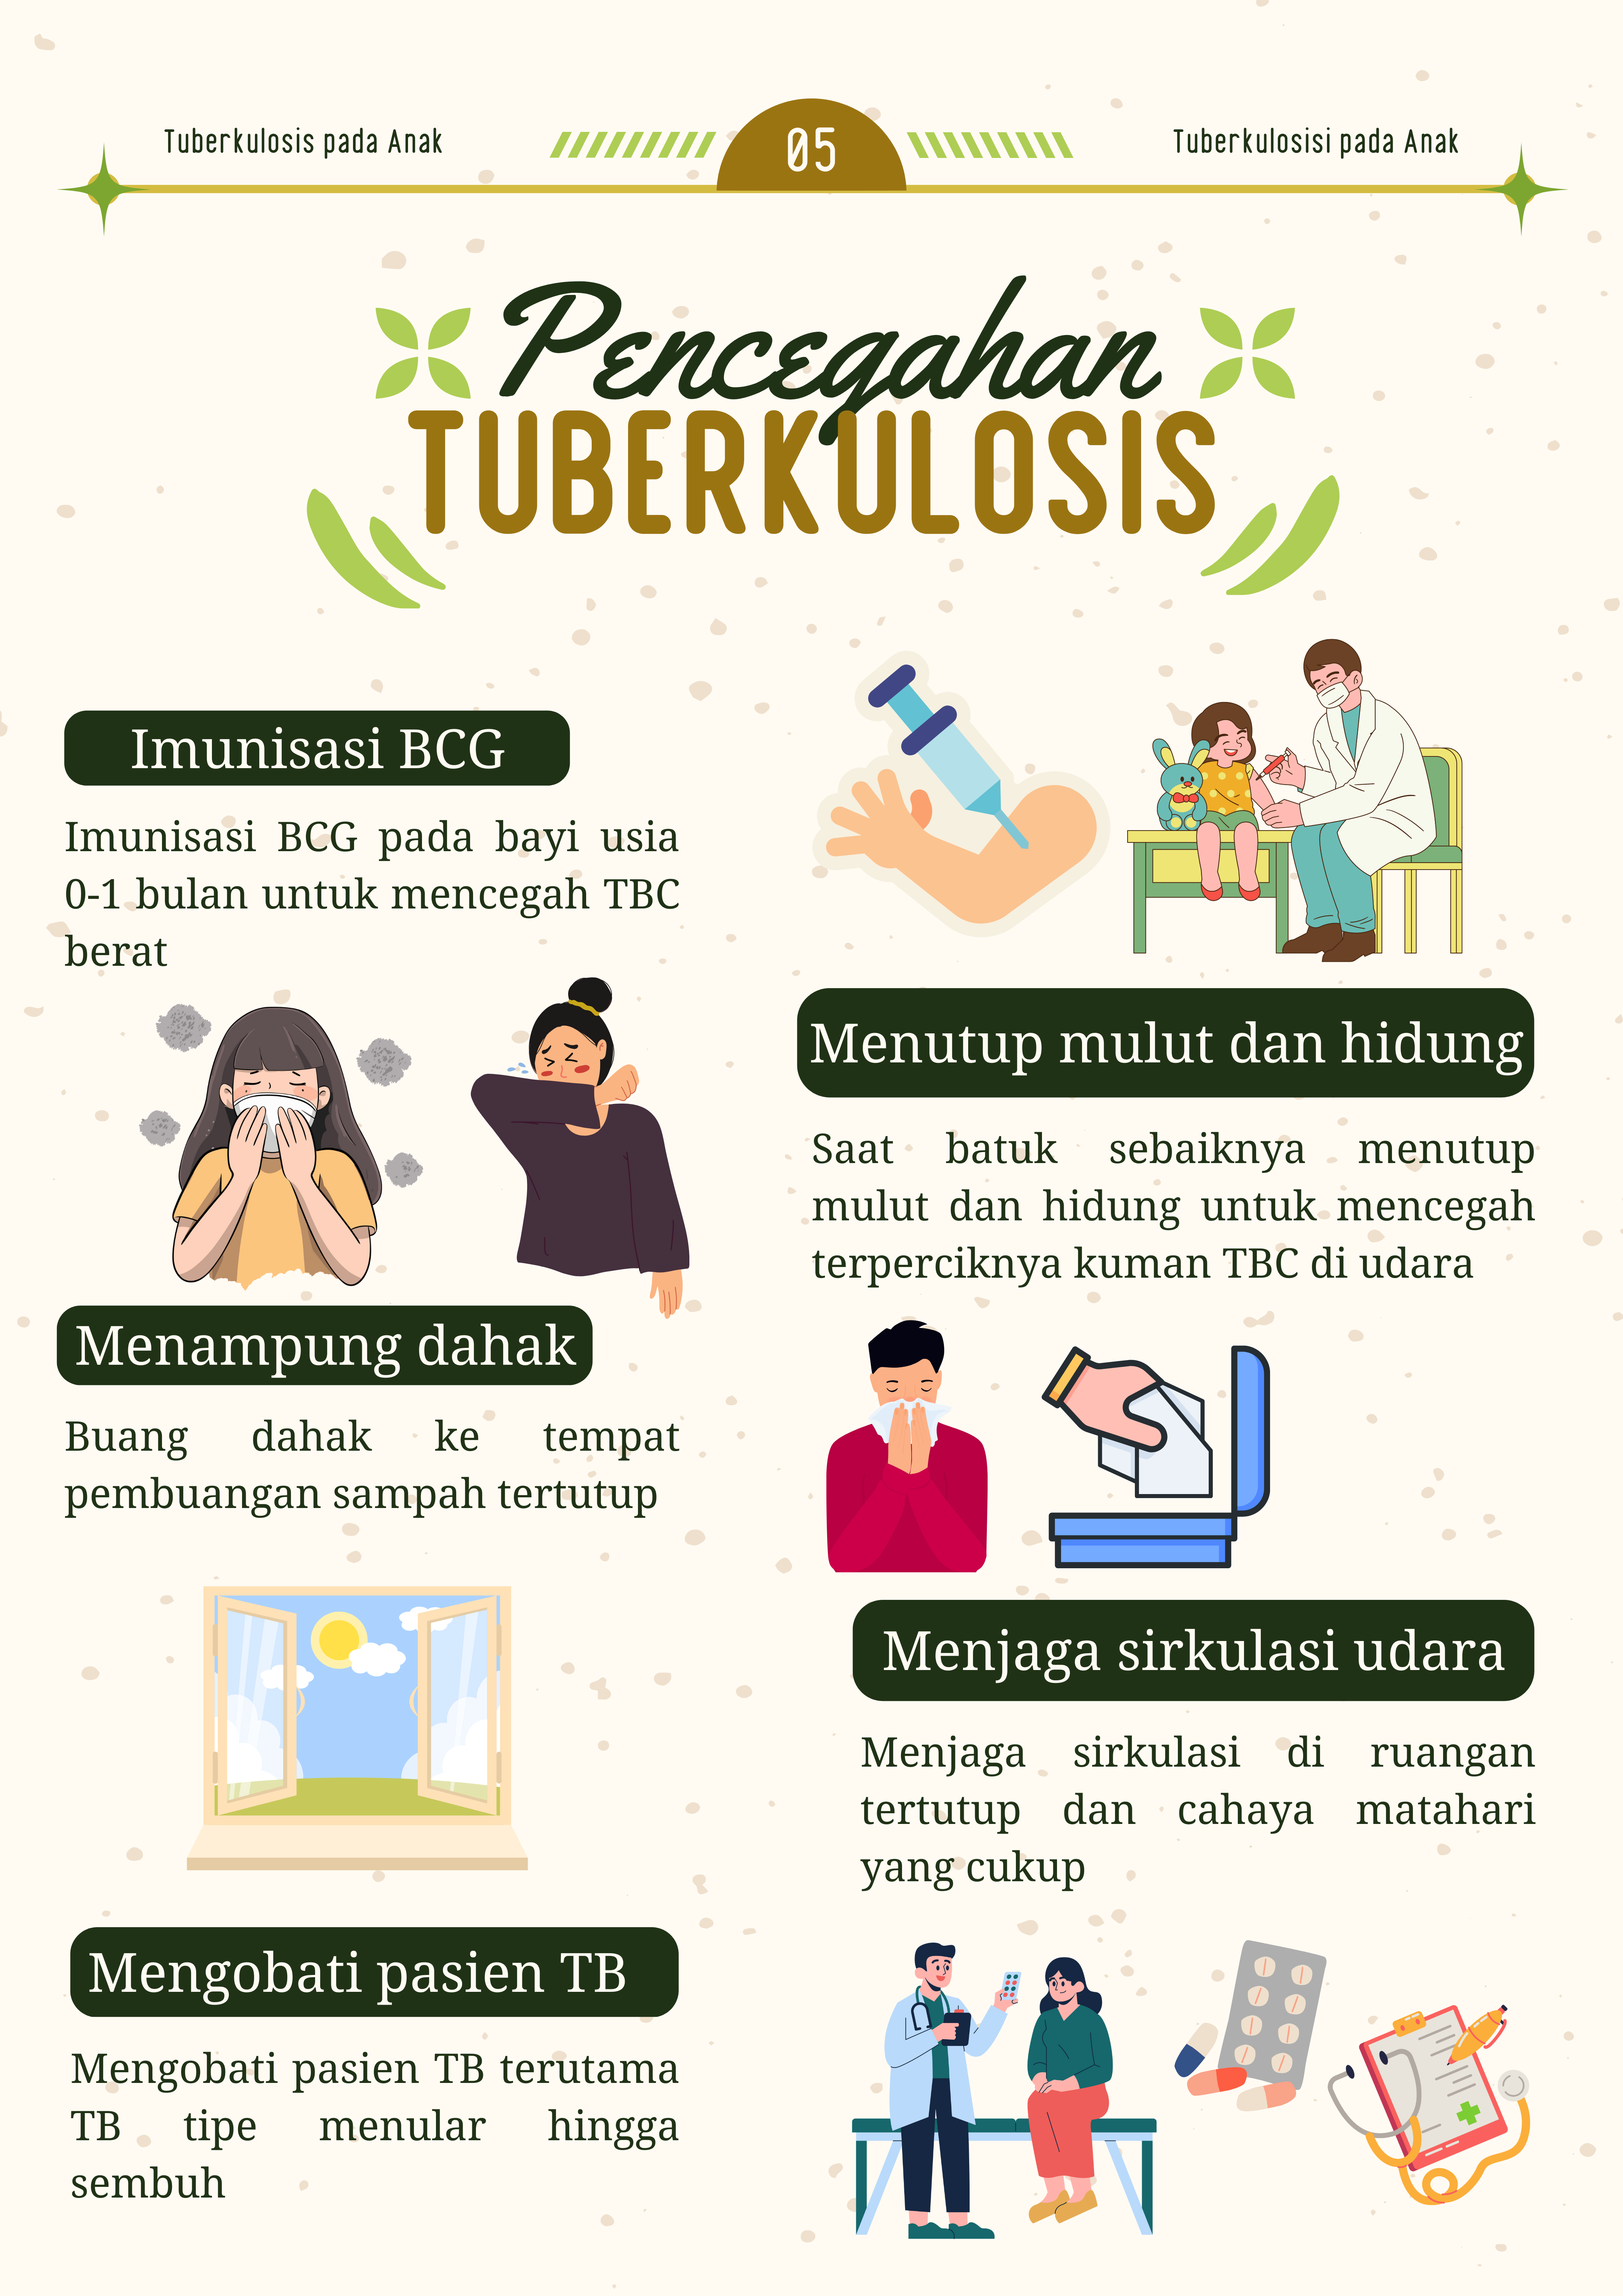 Tuberkulosis pada Anak
05
Tuberkulosisi pada Anak
Pencegahan
TUBERKULOSIS
Imunisasi BCG
Imunisasi BCG pada bayi usia
0-1 bulan untuk mencegah TBC
berat
Menutup mulut dan hidung
Saat batuk sebaiknya menutup
mulut dan hidung untuk mencegah
terperciknya kuman TBC di udara
Menampung dahak
Buang dahak ke tempat
pembuangan sampah tertutup
Menjaga sirkulasi udara
Menjaga sirkulasi di ruangan
tertutup dan cahaya matahari
yang cukup
Mengobati pasien TB
Mengobati pasien TB terutama
TB tipe menular hingga
sembuh